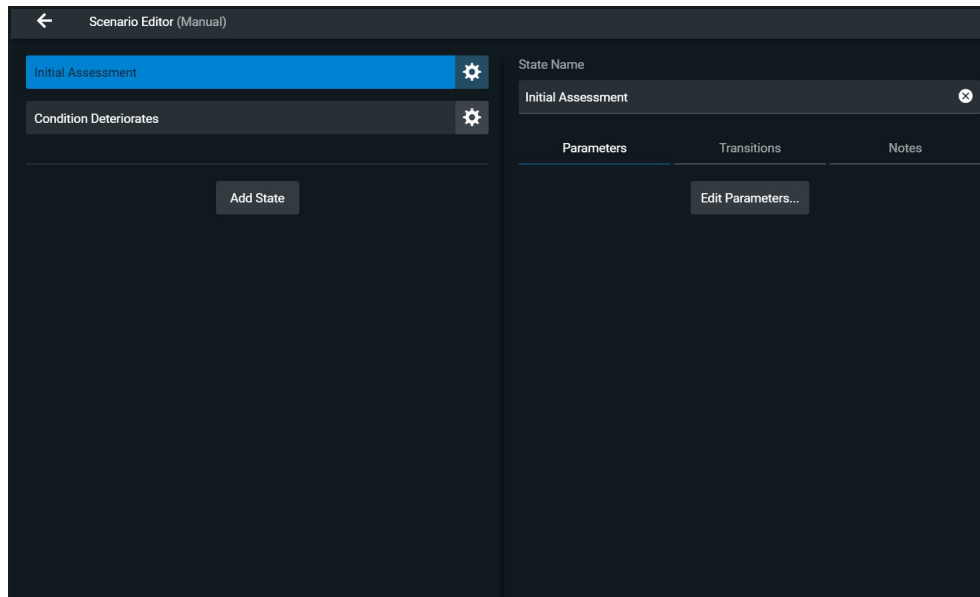 Scenario Editor (Manual)
Initial Assessment
Condition Deteriorates
Add State
State Name
Initial Assessment
Parameters Transitions Notes
Edit Parameters...